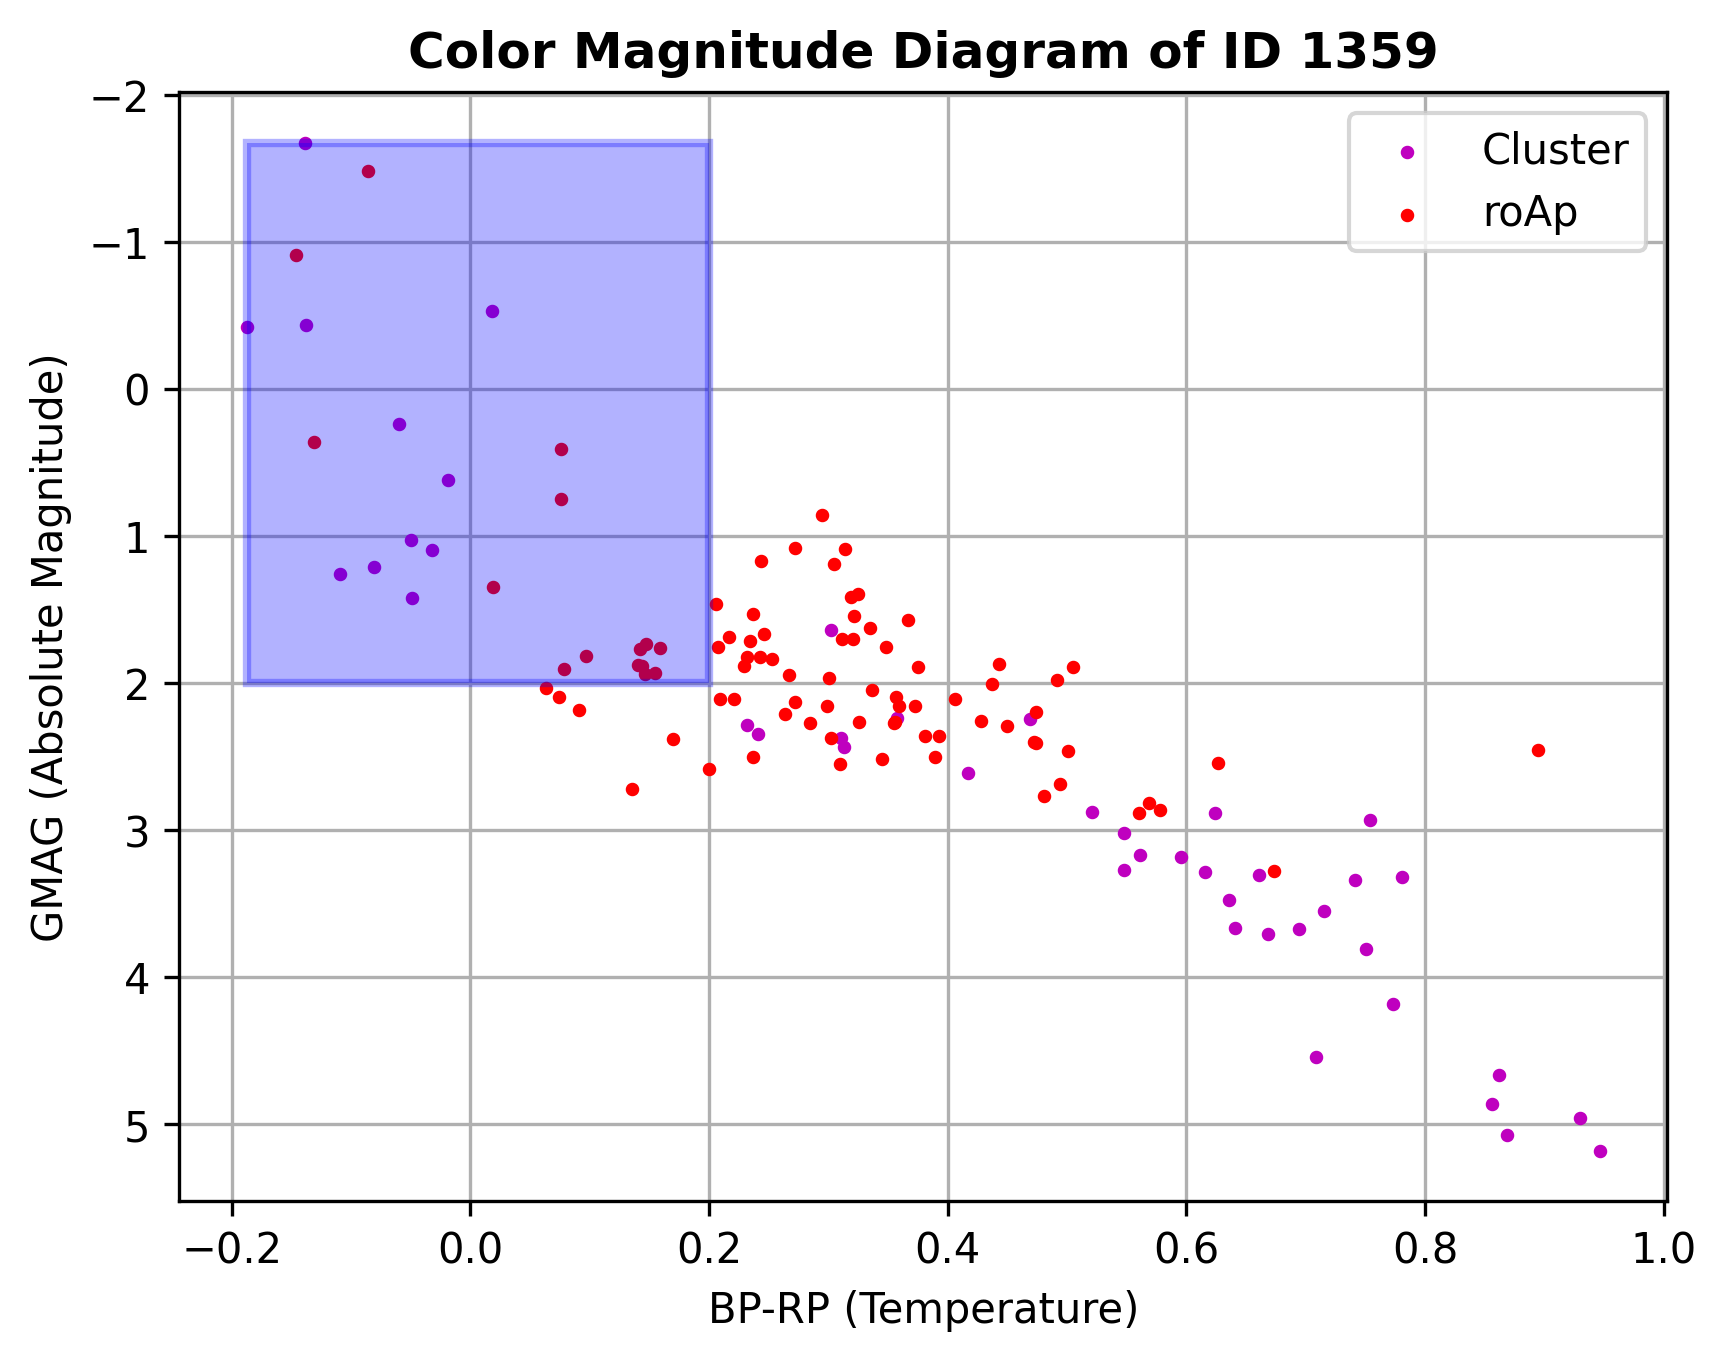 Color Magnitude Diagram of ID 1359
Cluster
roAp
GMAG (Absolute Magnitude)
−2
−1
0
1
2
3
4
5
−0.2 0.0 0.2 0.4 0.6 0.8 1.0
BP-RP (Temperature)